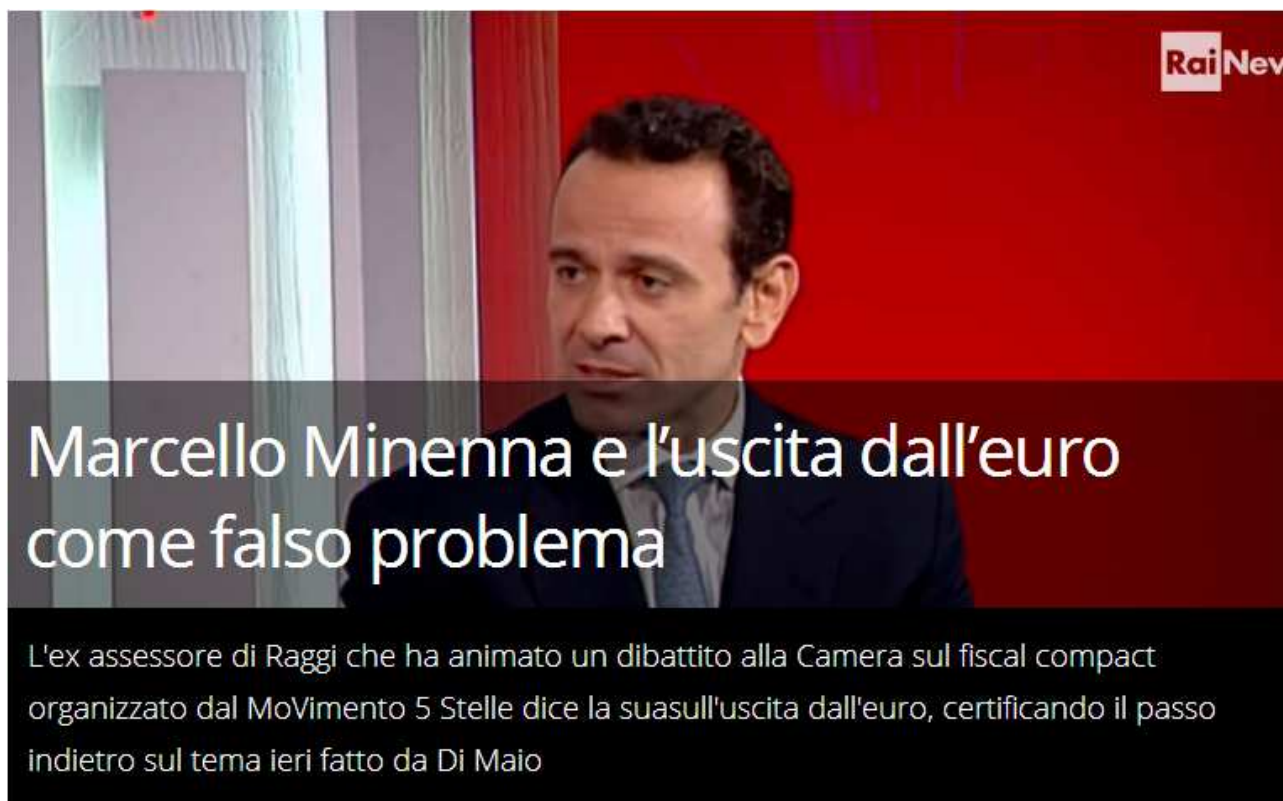 Rai Nev
Marcello Minenna e l'uscita dall'euro
come falso problema
L'ex assessore di Raggi che ha animato un dibattito alla Camera sul fiscal compact
organizzato dal MoVimento 5 Stelle dice la suasull'uscita dall'euro, certificando il passo
indietro sul tema ieri fatto da Di Maio